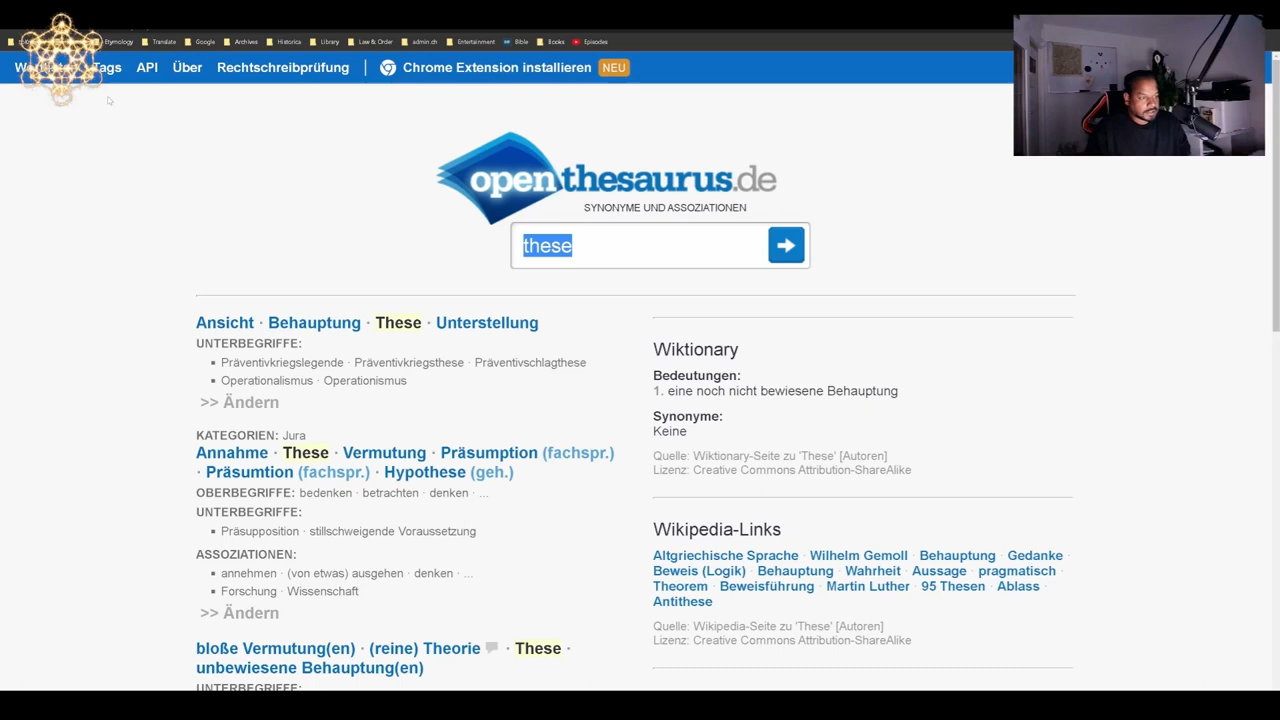 Etymology Translate Google Archives Historica Library Law & Order admin ch Entertainment Bible Books Episodes
Tags API Über Rechtschreibprüfung | Chrome Extension installieren NEU
openthesaurus.de
SYNONYME UND ASSOZIATIONEN
these
Ansicht · Behauptung · These · Unterstellung
UNTERBEGRIFFE:
▪ Präventivkriegslegende · Präventivkriegsthese · Präventivschlagthese
▪ Operationalismus · Operationismus
>> Ändern
KATEGORIEN: Jura
Annahme · These · Vermutung · Präsumption (fachspr.)
· Präsumtion (fachspr.) · Hypothese (geh.)
OBERBEGRIFFE: bedenken · betrachten · denken · ...
UNTERBEGRIFFE:
▪ Präsupposition · stillschweigende Voraussetzung
ASSOZIATIONEN:
▪ annehmen · (von etwas) ausgehen · denken · ...
▪ Forschung · Wissenschaft
>> Ändern
bloße Vermutung(en) · (reine) Theorie · These ·
unbewiesene Behauptung(en)
UNTERBEGRIFFE:
Wiktionary
Bedeutungen:
1. eine noch nicht bewiesene Behauptung
Synonyme:
Keine
Quelle: Wiktionary-Seite zu 'These' [Autoren]
Lizenz: Creative Commons Attribution-ShareAlike
Wikipedia-Links
Altgriechische Sprache · Wilhelm Gemoll · Behauptung · Gedanke ·
Beweis (Logik) · Behauptung · Wahrheit · Aussage · pragmatisch ·
Theorem · Beweisführung · Martin Luther · 95 Thesen · Ablass ·
Antithese
Quelle: Wikipedia-Seite zu 'These' [Autoren]
Lizenz: Creative Commons Attribution-ShareAlike